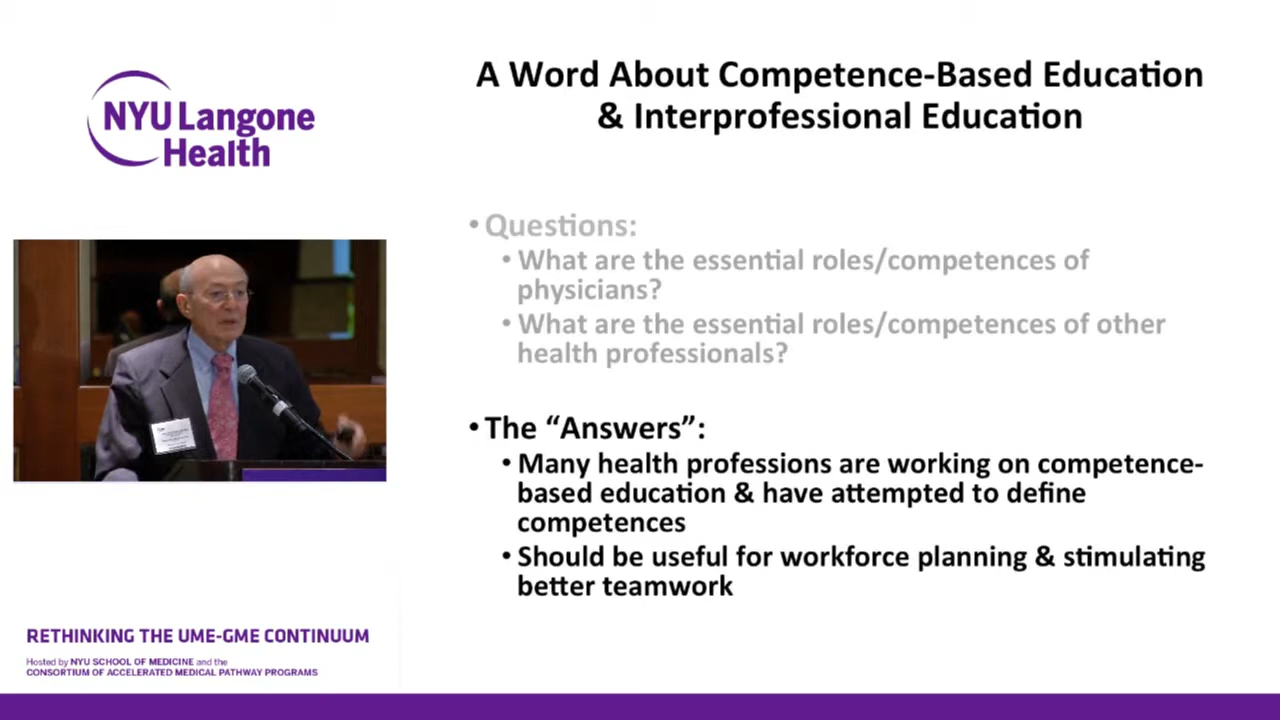 NYU Langone
Health
A Word About Competence-Based Education
& Interprofessional Education
• Questions:
• What are the essential roles/competences of
physicians?
• What are the essential roles/competences of other
health professionals?
• The “Answers”:
• Many health professions are working on competence-
based education & have attempted to define
competences
• Should be useful for workforce planning & stimulating
better teamwork
RETHINKING THE UME-GME CONTINUUM
Hosted by NYU SCHOOL OF MEDICINE and the
CONSORTIUM OF ACCELERATED MEDICAL PATHWAY PROGRAMS